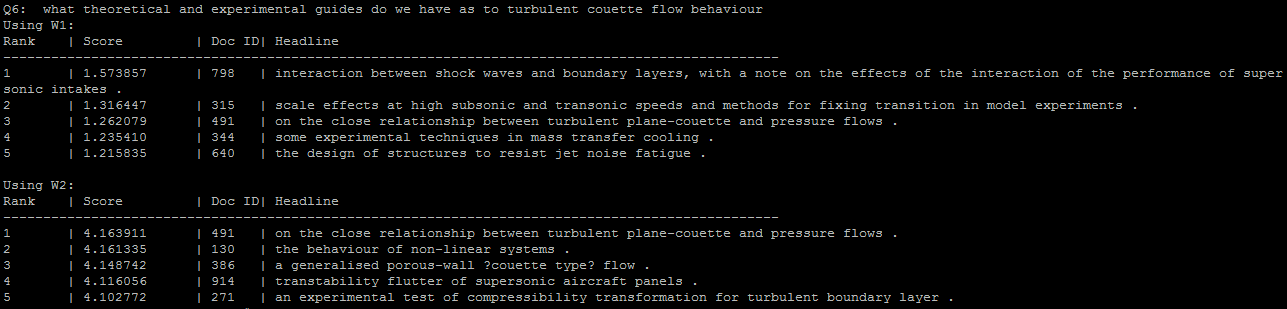 Q6:  what theoretical and experimental guides do we have as to turbulent couette flow behaviour
Using W1:
Rank    | Score         | Doc ID| Headline
-------------------------------------------------------------------------------------------------
1       | 1.573857      | 798   | interaction between shock waves and boundary layers, with a note on the effects of the interaction of the performance of super
sonic intakes .
2       | 1.316447      | 315   | scale effects at high subsonic and transonic speeds and methods for fixing transition in model experiments .
3       | 1.262079      | 491   | on the close relationship between turbulent plane-couette and pressure flows .
4       | 1.235410      | 344   | some experimental techniques in mass transfer cooling .
5       | 1.215835      | 640   | the design of structures to resist jet noise fatigue .

Using W2:
Rank    | Score         | Doc ID| Headline
-------------------------------------------------------------------------------------------------
1       | 4.163911      | 491   | on the close relationship between turbulent plane-couette and pressure flows .
2       | 4.161335      | 130   | the behaviour of non-linear systems .
3       | 4.148742      | 386   | a generalised porous-wall ?couette type? flow .
4       | 4.116056      | 914   | transtability flutter of supersonic aircraft panels .
5       | 4.102772      | 271   | an experimental test of compressibility transformation for turbulent boundary layer .